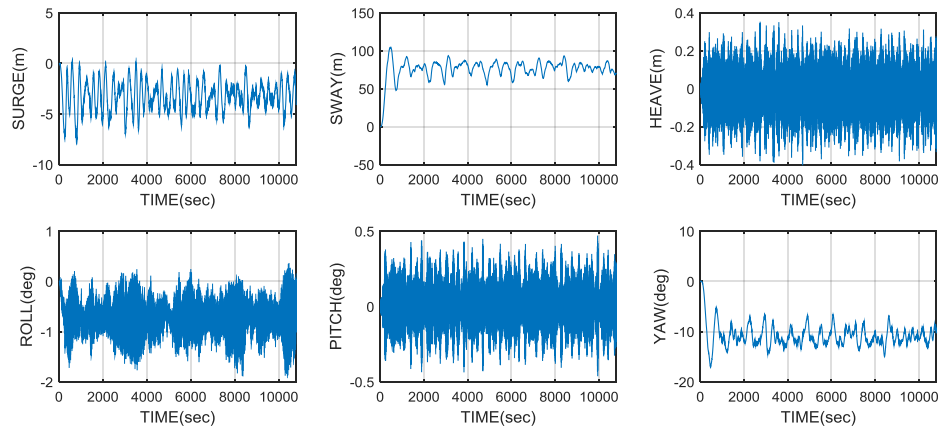 SURGE(m)
5
0
-5
-10
0 2000 4000 6000 8000 10000
TIME(sec)
SWAY(m)
150
100
50
0
-50
0 2000 4000 6000 8000 10000
TIME(sec)
HEAVE(m)
0.4
0.2
0
-0.2
-0.4
0 2000 4000 6000 8000 10000
TIME(sec)
ROLL(deg)
1
0
-1
-2
0 2000 4000 6000 8000 10000
TIME(sec)
PITCH(deg)
0.5
0
-0.5
0 2000 4000 6000 8000 10000
TIME(sec)
YAW(deg)
10
0
-10
-20
0 2000 4000 6000 8000 10000
TIME(sec)